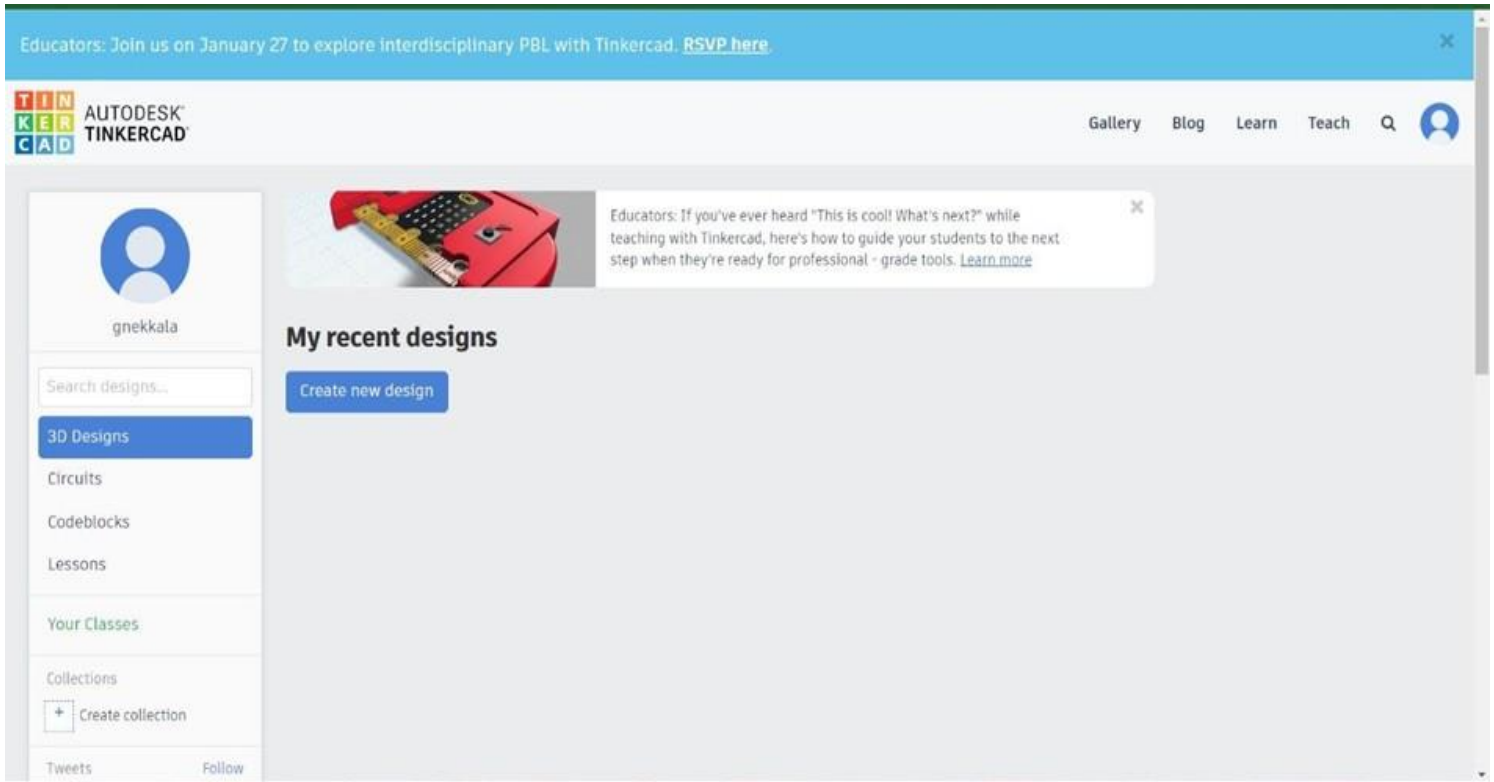 Educators: Join us on January 27 to explore interdisciplinary PBL with Tinkercad. RSVP here.
TIN
KER
CAD
AUTODESK®
TINKERCAD®
Gallery Blog Learn Teach
gnekkala
Search designs...
3D Designs
Circuits
Codeblocks
Lessons
Your Classes
Collections
+ Create collection
Tweets Follow
Educators: If you've ever heard "This is cool! What's next?" while
teaching with Tinkercad, here's how to guide your students to the next
step when they're ready for professional - grade tools. Learn more
My recent designs
Create new design